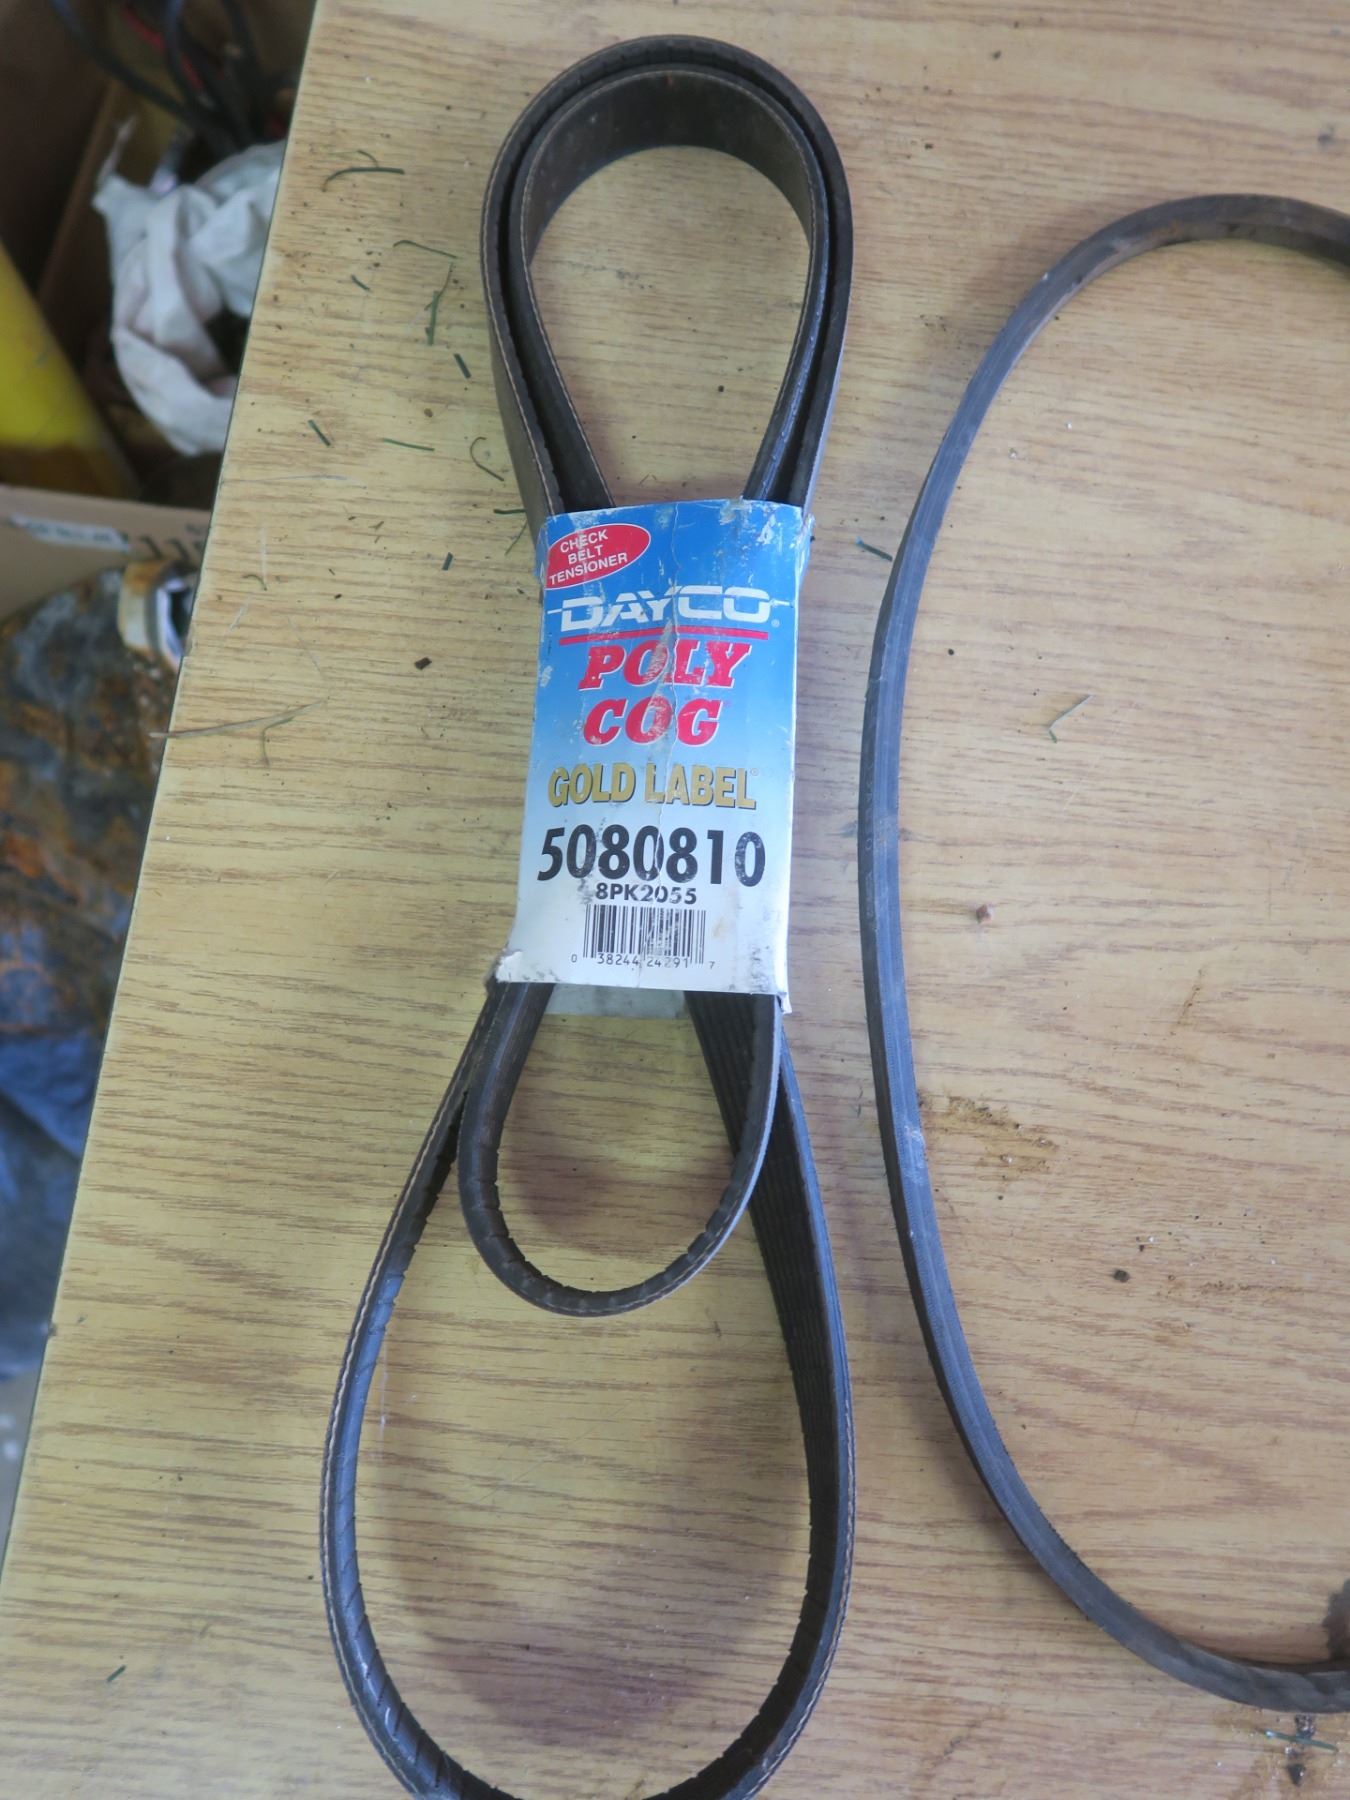 CHECK
BELT
TENSIONER
DAYCO®
POLY
COG
GOLD LABEL®
5080810
8PK2055
0 38244 24291 7